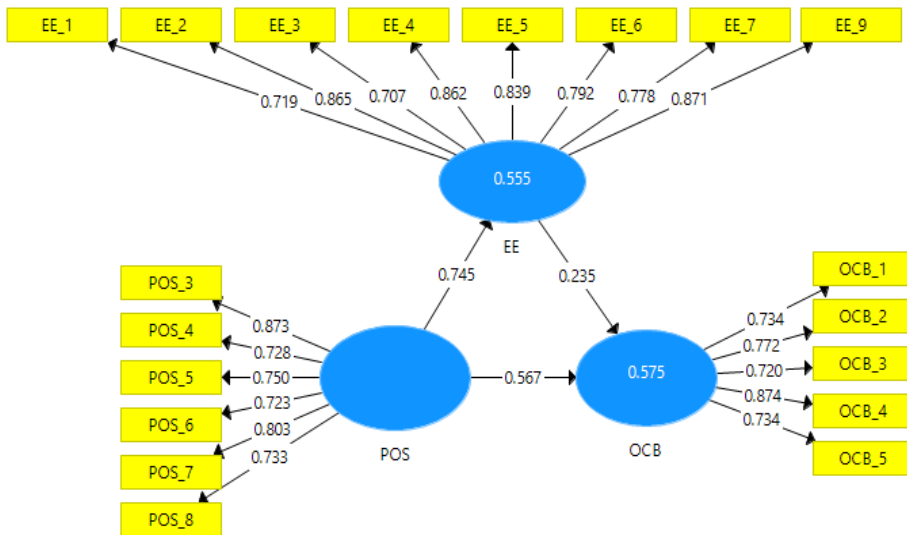 EE_1 EE_2 EE_3 EE_4 EE_5 EE_6 EE_7 EE_9
0.719 0.865 0.707 0.862 0.839 0.792 0.778 0.871
0.555
EE
0.745
0.235
POS_3
POS_4
POS_5
POS_6
POS_7
POS_8
0.873
0.728
0.750
0.723
0.803
0.733
POS
0.567
0.575
OCB
0.734
0.772
0.720
0.874
0.734
OCB_1
OCB_2
OCB_3
OCB_4
OCB_5